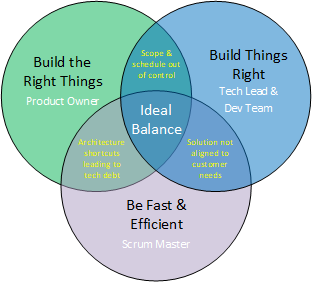 Build the
Right Things
Product Owner
Scope &
schedule out
of control
Build Things
Right
Tech Lead &
Dev Team
Ideal
Balance
Architecture
shortcuts
leading to
tech debt
Solution not
aligned to
customer
needs
Be Fast &
Efficient
Scrum Master